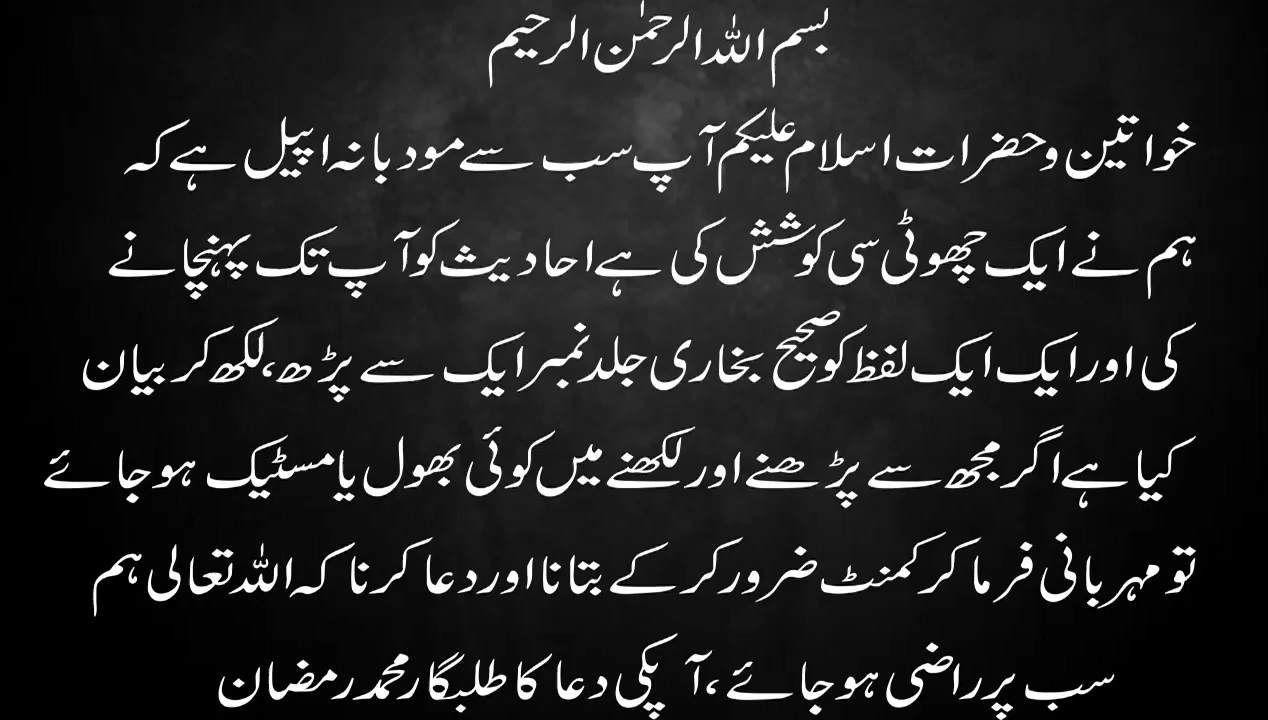 بسم اللہ الرحمٰن الرحیم
خواتین و حضرات اسلام علیکم آپ سب سے مودبانہ اپیل ہے کہ
ہم نے ایک چھوٹی سی کوشش کی ہے احادیث کو آپ تک پہنچانے
کی اور ایک ایک لفظ کو صحیح بخاری جلد نمبر ایک سے پڑھ، لکھ کر بیان
کیا ہے اگر مجھ سے پڑھنے اور لکھنے میں کوئی بھول یا مسٹیک ہو جائے
تو مہربانی فرما کر کمنٹ ضرور کر کے بتانا اور دعا کرنا کہ اللہ تعالی ہم
سب پر راضی ہو جائے، آپکی دعا کا طلبگار محمد رمضان